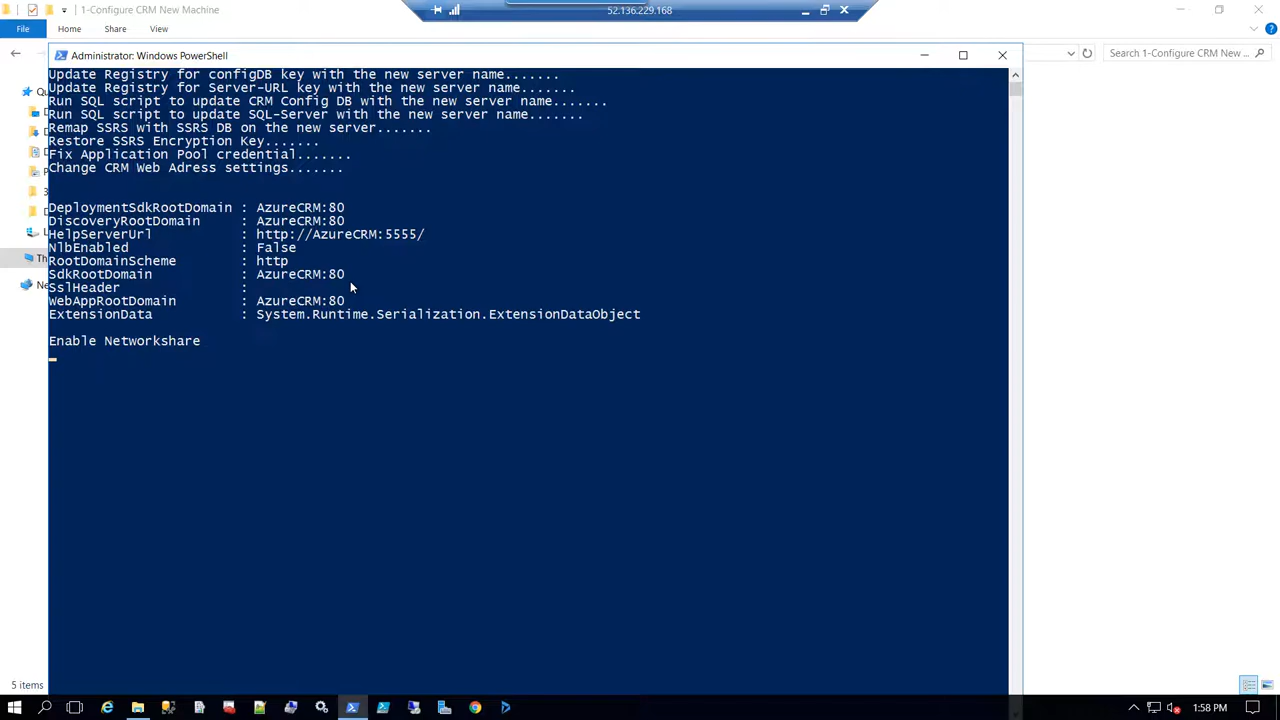 1-Configure CRM New Machine
52.136.229.168
File
Home
Share
View
Administrator: Windows PowerShell
Search 1-Configure CRM New ...
Update Registry for configDB key with the new server name.......
Update Registry for Server-URL key with the new server name.......
Run SQL script to update CRM Config DB with the new server name.......
Run SQL script to update SQL-Server with the new server name.......
Remap SSRS with SSRS DB on the new server.......
Restore SSRS Encryption Key.......
Fix Application Pool credential.......
Change CRM Web Adress settings.......
DeploymentSdkRootDomain : AzureCRM:80
DiscoveryRootDomain : AzureCRM:80
HelpServerUrl : http://AzureCRM:5555/
NlbEnabled : False
RootDomainScheme : http
SdkRootDomain : AzureCRM:80
SslHeader :
WebAppRootDomain : AzureCRM:80
ExtensionData : System.Runtime.Serialization.ExtensionDataObject
Enable Networkshare
5 items
1:58 PM